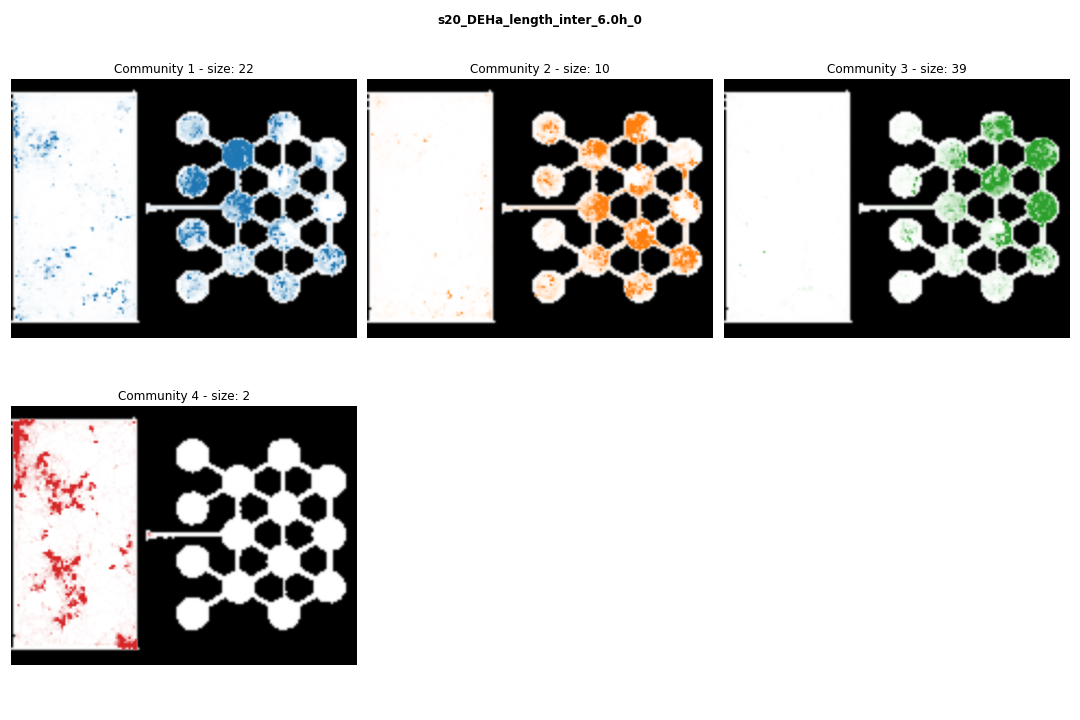 s20_DEHa_length_inter_6.0h_0
Community 1 - size: 22
Community 2 - size: 10
Community 3 - size: 39
Community 4 - size: 2